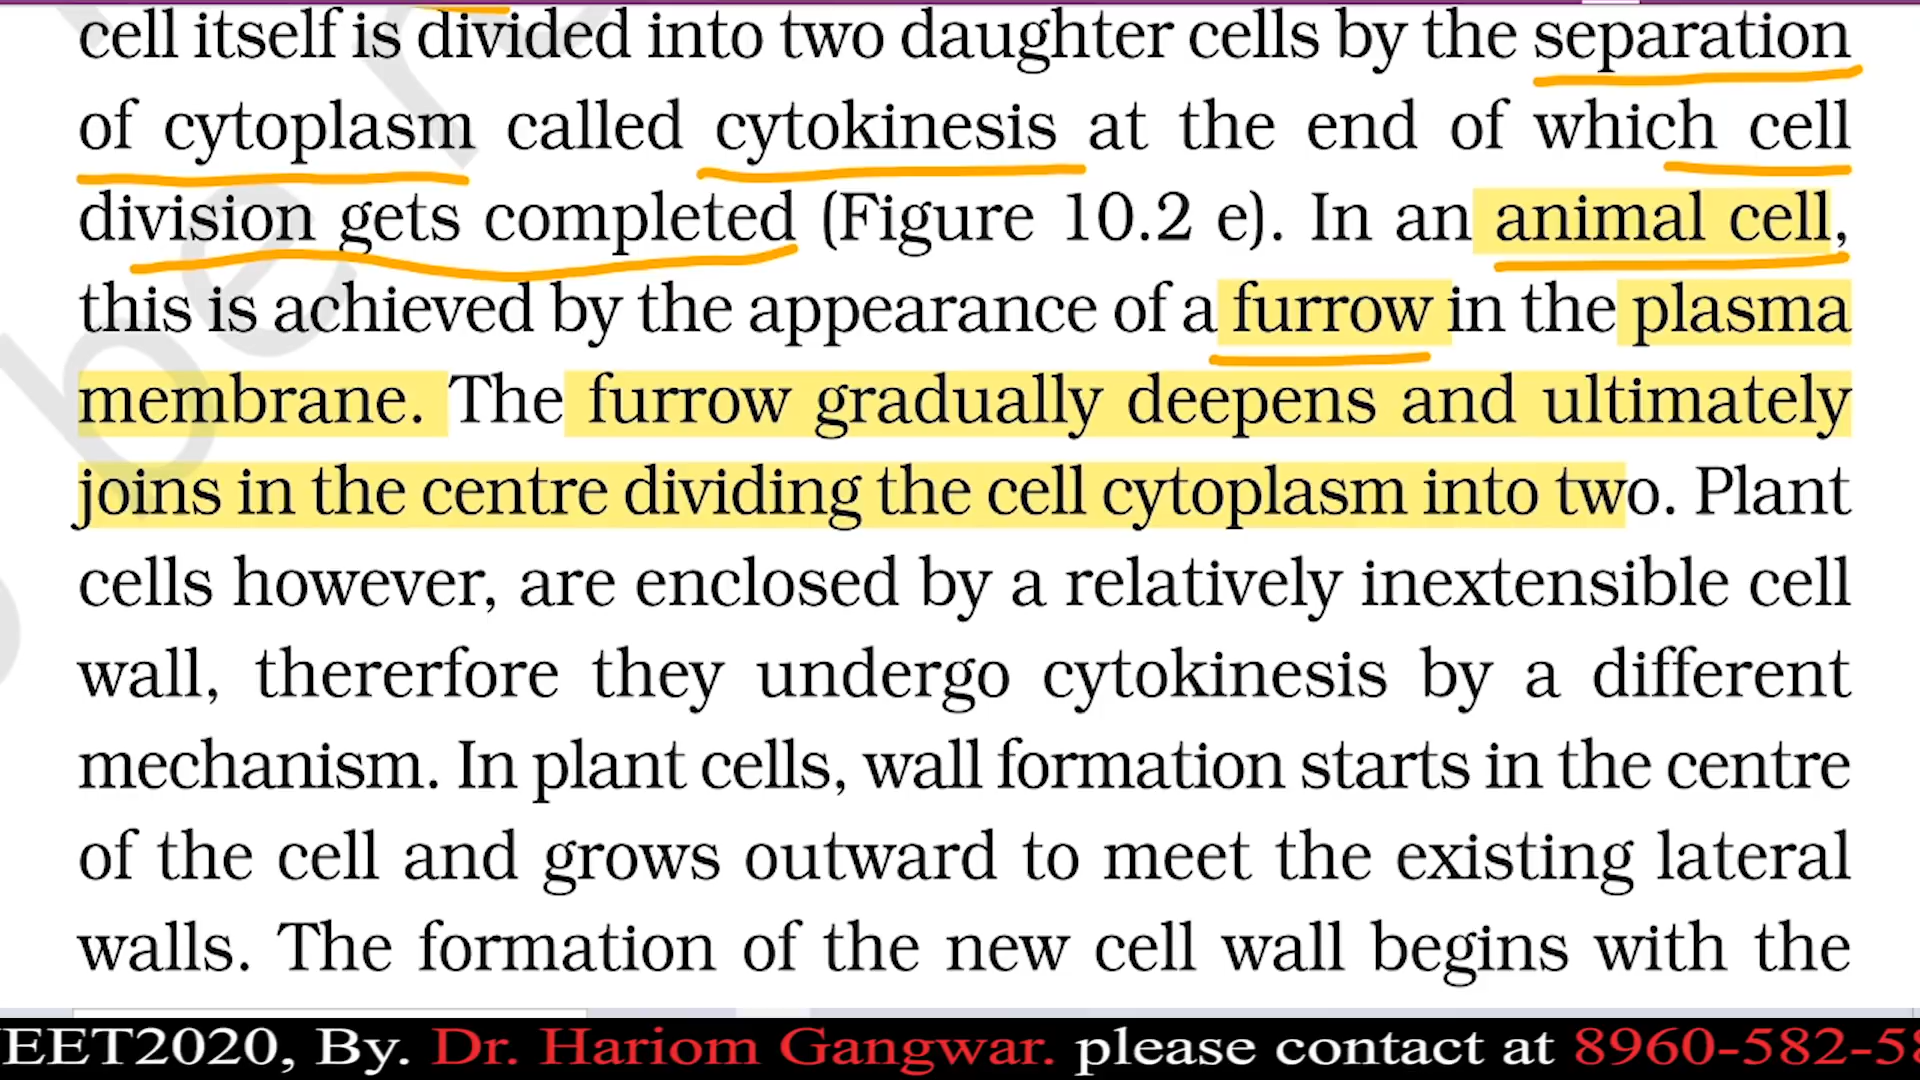 cell itself is divided into two daughter cells by the separation
of cytoplasm called cytokinesis at the end of which cell
division gets completed (Figure 10.2 e). In an animal cell,
this is achieved by the appearance of a furrow in the plasma
membrane. The furrow gradually deepens and ultimately
joins in the centre dividing the cell cytoplasm into two. Plant
cells however, are enclosed by a relatively inextensible cell
wall, thererfore they undergo cytokinesis by a different
mechanism. In plant cells, wall formation starts in the centre
of the cell and grows outward to meet the existing lateral
walls. The formation of the new cell wall begins with the
EET2020, By. Dr. Hariom Gangwar. please contact at 8960-582-5